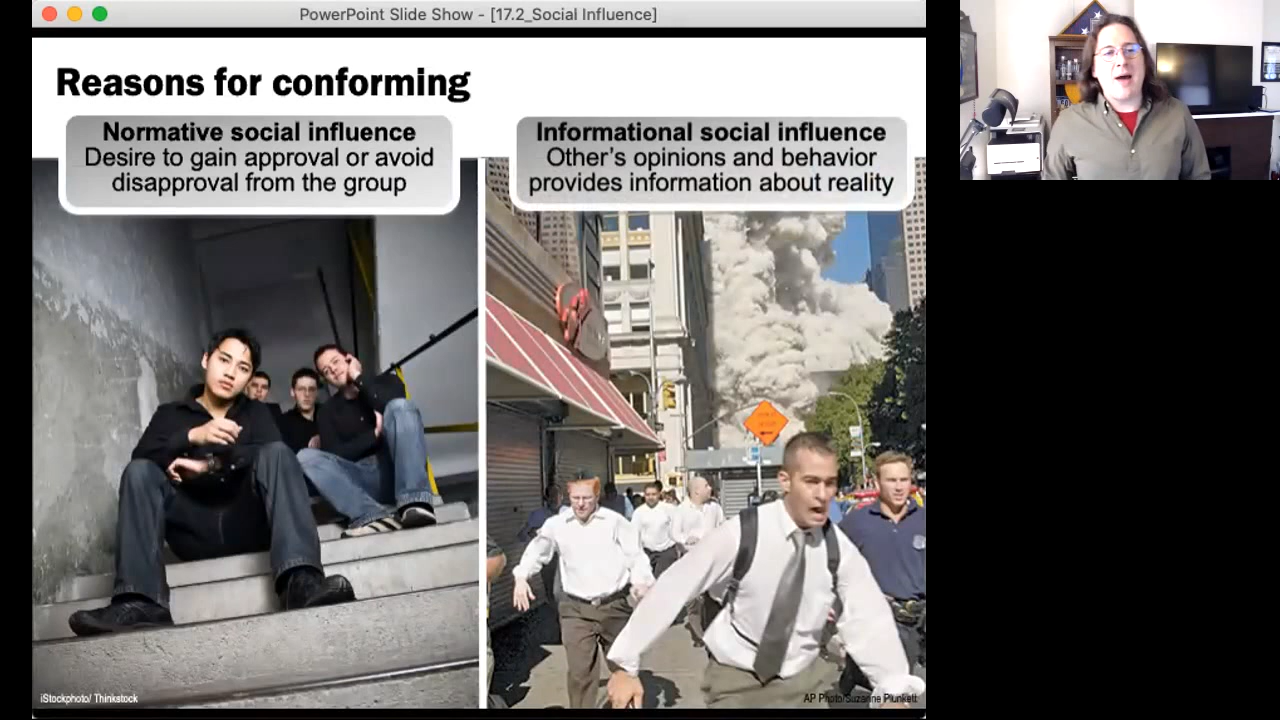 PowerPoint Slide Show - [17.2_Social Influence]
Reasons for conforming
Normative social influence
Desire to gain approval or avoid
disapproval from the group
Informational social influence
Other's opinions and behavior
provides information about reality
iStockphoto/ Thinkstock
AP Photo/Suzanne Plunkett